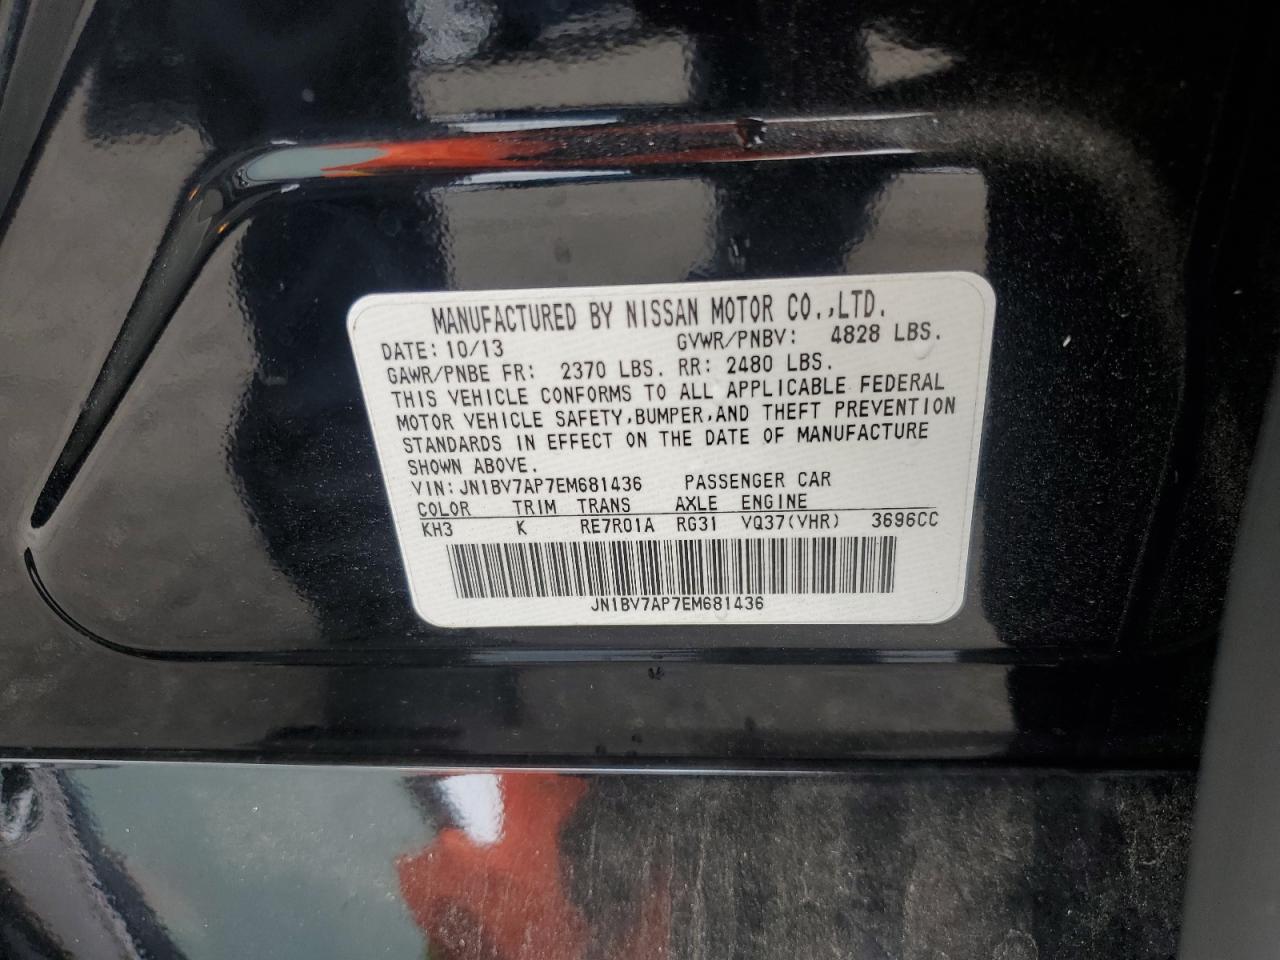 MANUFACTURED BY NISSAN MOTOR CO.,LTD.
DATE: 10/13 GVWR/PNBV: 4828 LBS.
GAWR/PNBE FR: 2370 LBS. RR: 2480 LBS.
THIS VEHICLE CONFORMS TO ALL APPLICABLE FEDERAL
MOTOR VEHICLE SAFETY,BUMPER,AND THEFT PREVENTION
STANDARDS IN EFFECT ON THE DATE OF MANUFACTURE
SHOWN ABOVE.
VIN: JN1BV7AP7EM681436 PASSENGER CAR
COLOR TRIM TRANS AXLE ENGINE
KH3 K RE7R01A RG31 VQ37(VHR) 3696CC
JN1BV7AP7EM681436